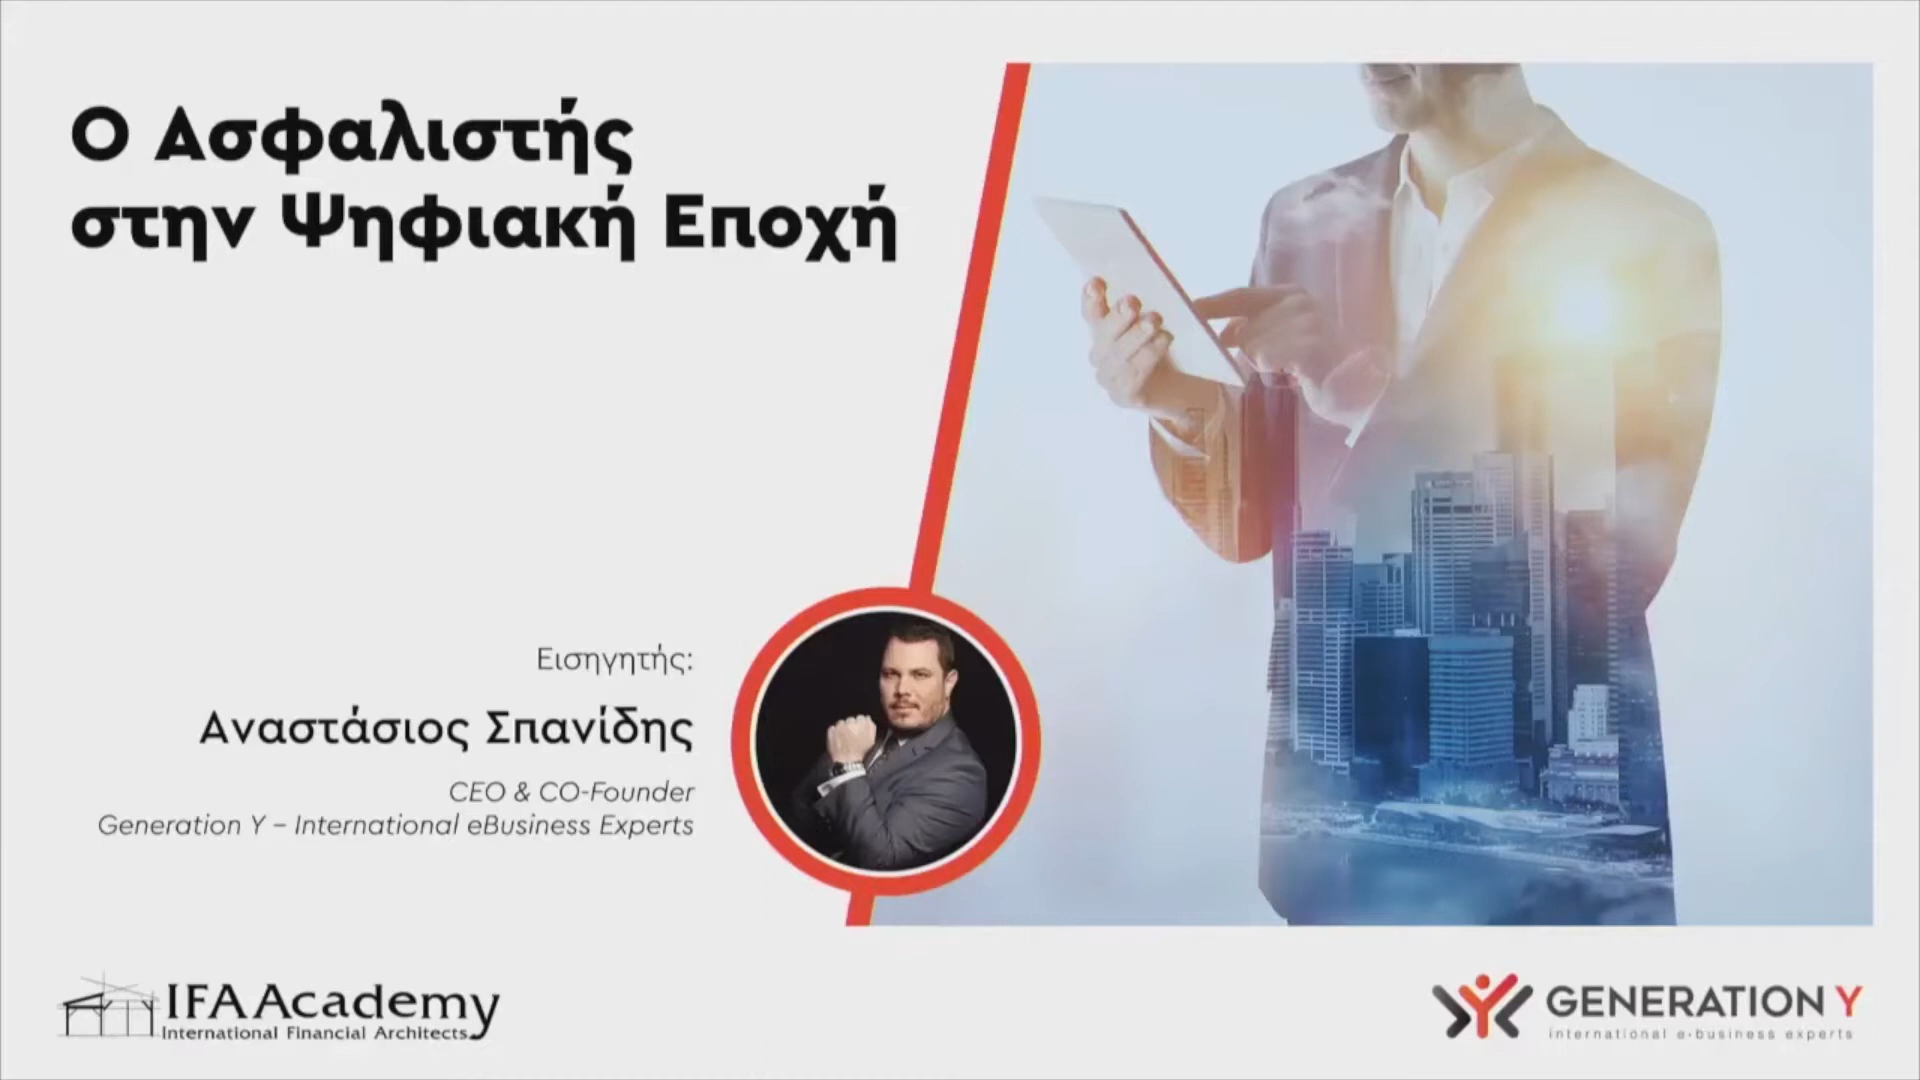 Ο Ασφαλιστής
στην Ψηφιακή Εποχή
Εισηγητής:
Αναστάσιος Σπανίδης
CEO & CO-Founder
Generation Y – International eBusiness Experts
IFA Academy
International Financial Architects
GENERATION Y
international e-business experts